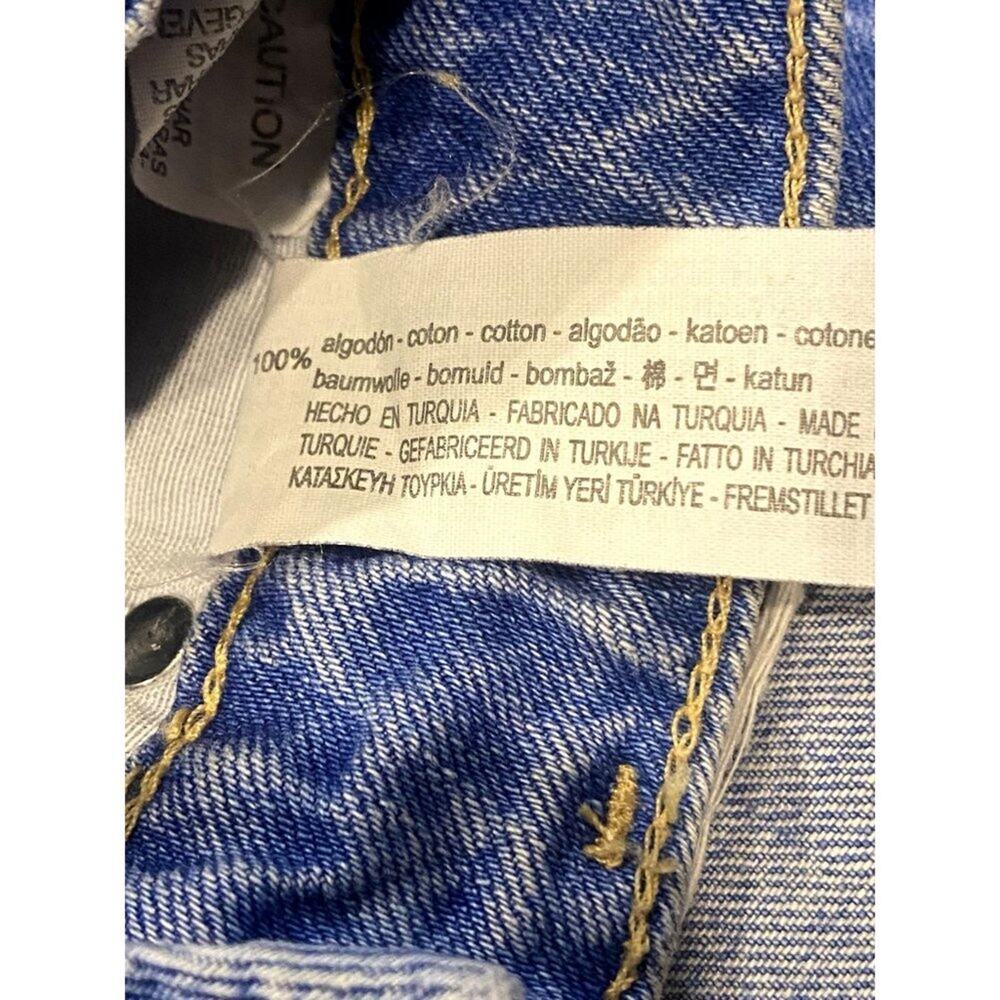 CAUTION
100% algodón - coton - cotton - algodão - katoen - cotone
baumwolle - bomuld - bombaž - 棉 - 면 - katun
HECHO EN TURQUIA - FABRICADO NA TURQUIA - MADE
TURQUIE - GEFABRICEERD IN TURKIJE - FATTO IN TURCHIA
ΚΑΤΑΣΚΕΥΗ ΤΟΥΡΚΙΑ - ÜRETİM YERİ TÜRKİYE - FREMSTILLET